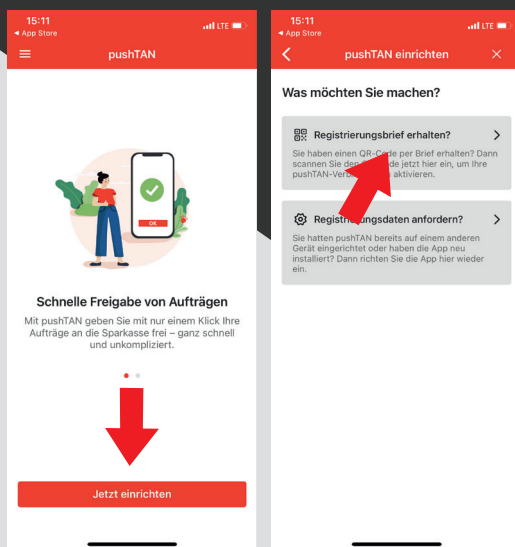 15:11
LTE
◄ App Store
pushTAN
OK
Schnelle Freigabe von Aufträgen
Mit pushTAN geben Sie mit nur einem Klick Ihre
Aufträge an die Sparkasse frei – ganz schnell
und unkompliziert.
Jetzt einrichten
15:11
LTE
◄ App Store
pushTAN einrichten
Was möchten Sie machen?
Registrierungsbrief erhalten?
Sie haben einen QR-Code per Brief erhalten? Dann
scannen Sie den jetzt hier ein, um Ihre
pushTAN- aktivieren.
anfordern?
Sie hatten pushTAN bereits auf einem anderen
Gerät eingerichtet oder haben die App neu
installiert? Dann richten Sie die App hier wieder
ein.